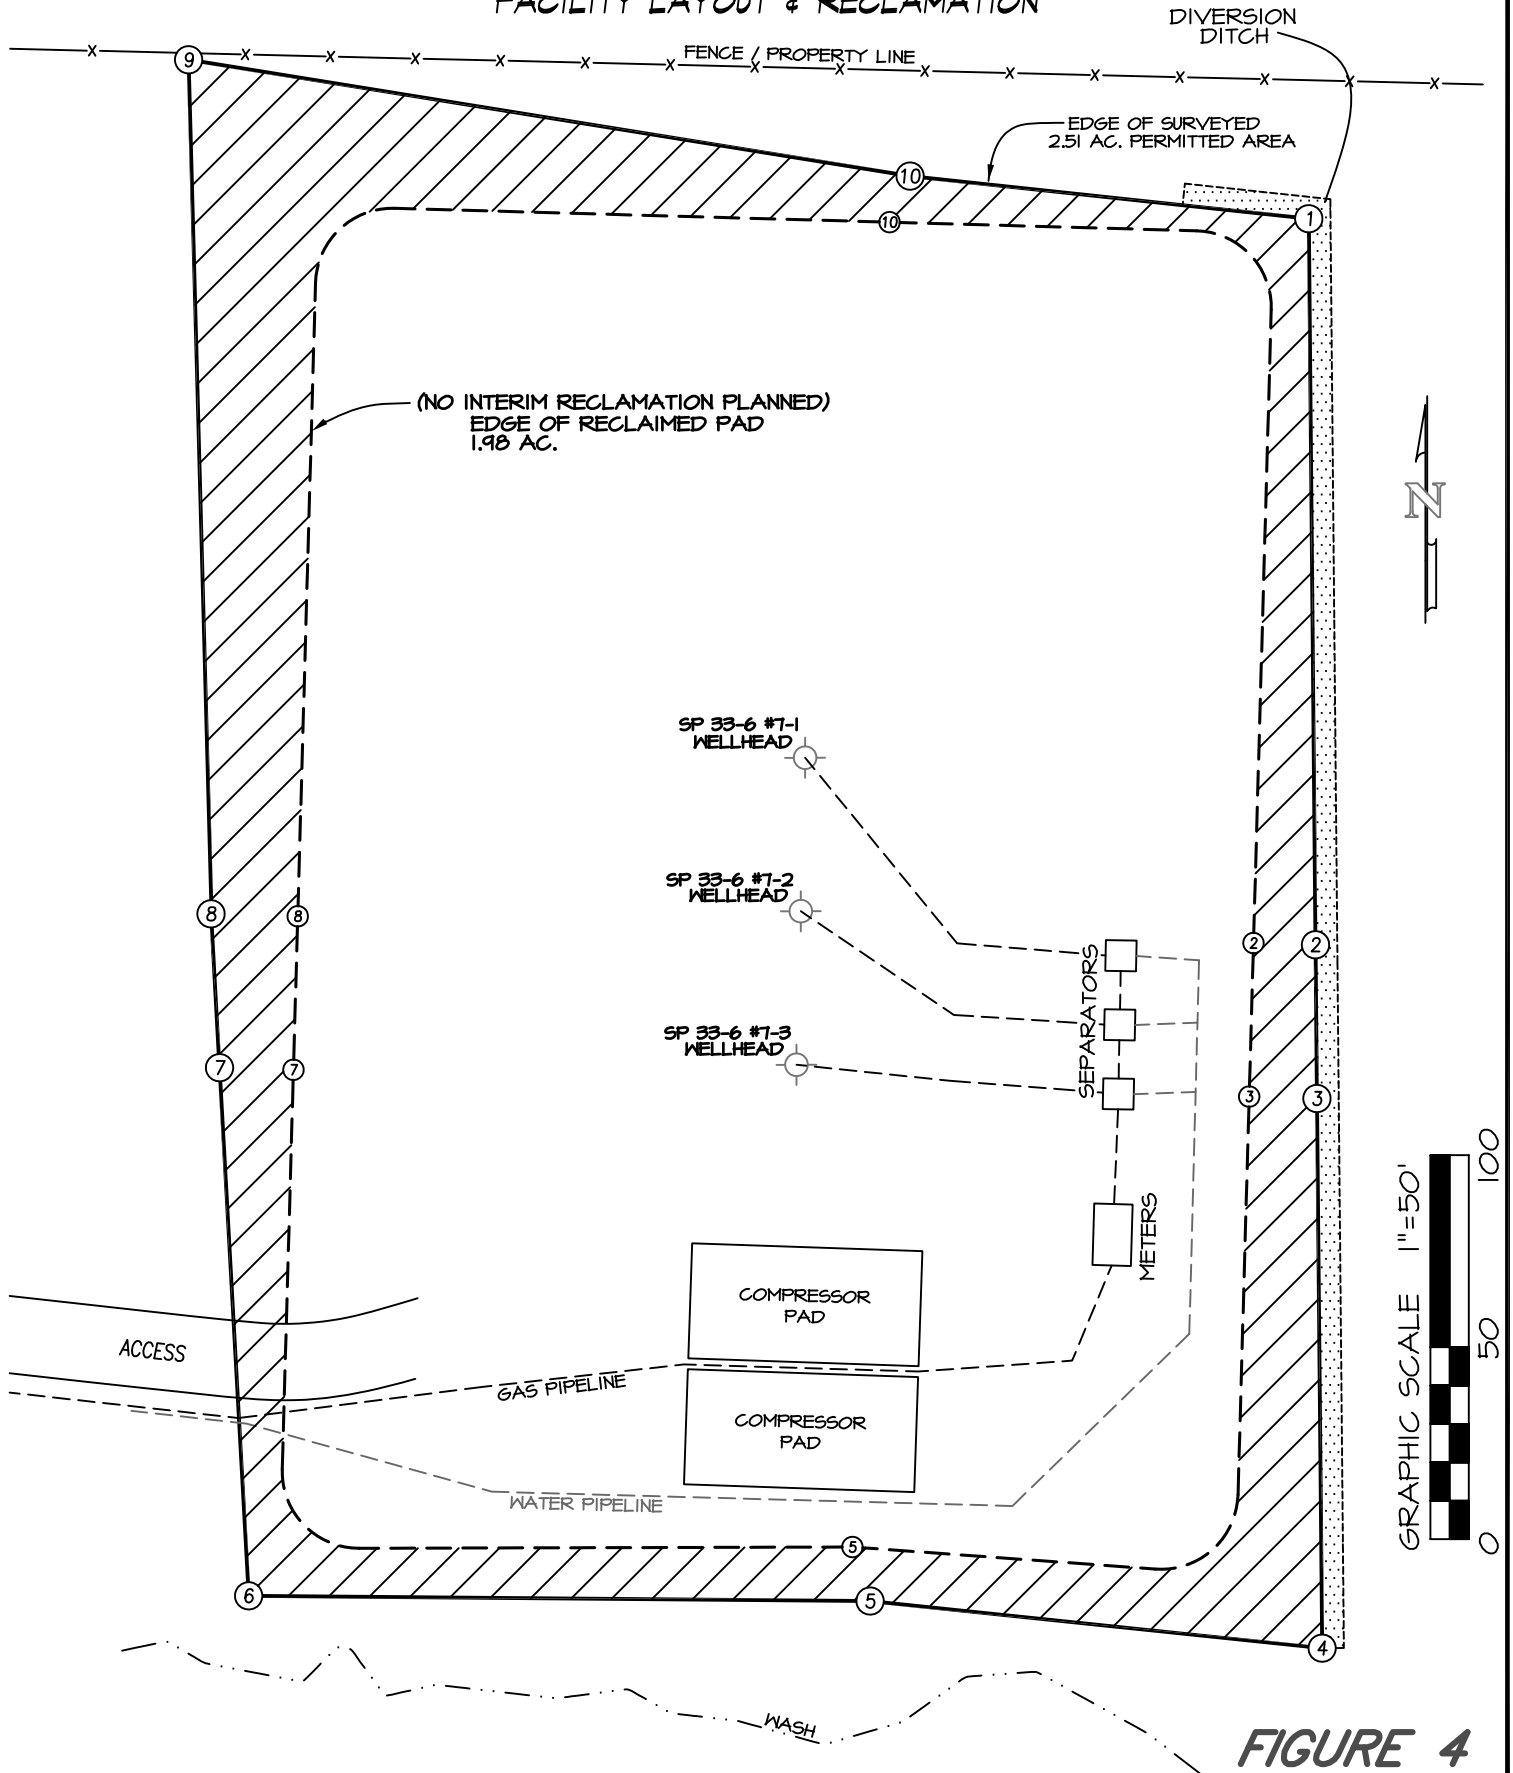 FACILITY LAYOUT & RECLAMATION
DIVERSION
DITCH
FENCE / PROPERTY LINE
9
EDGE OF SURVEYED
2.51 AC. PERMITTED AREA
10
10
1
(NO INTERIM RECLAMATION PLANNED)
EDGE OF RECLAIMED PAD
1.98 AC.
N
SP 33-6 #7-1
WELLHEAD
SP 33-6 #7-2
WELLHEAD
8
8
2
2
SEPARATORS
SP 33-6 #7-3
WELLHEAD
7
7
3
3
METERS
COMPRESSOR
PAD
ACCESS
GAS PIPELINE
COMPRESSOR
PAD
WATER PIPELINE
GRAPHIC SCALE 1"=50'
100
50
0
5
6
5
4
WASH
FIGURE 4